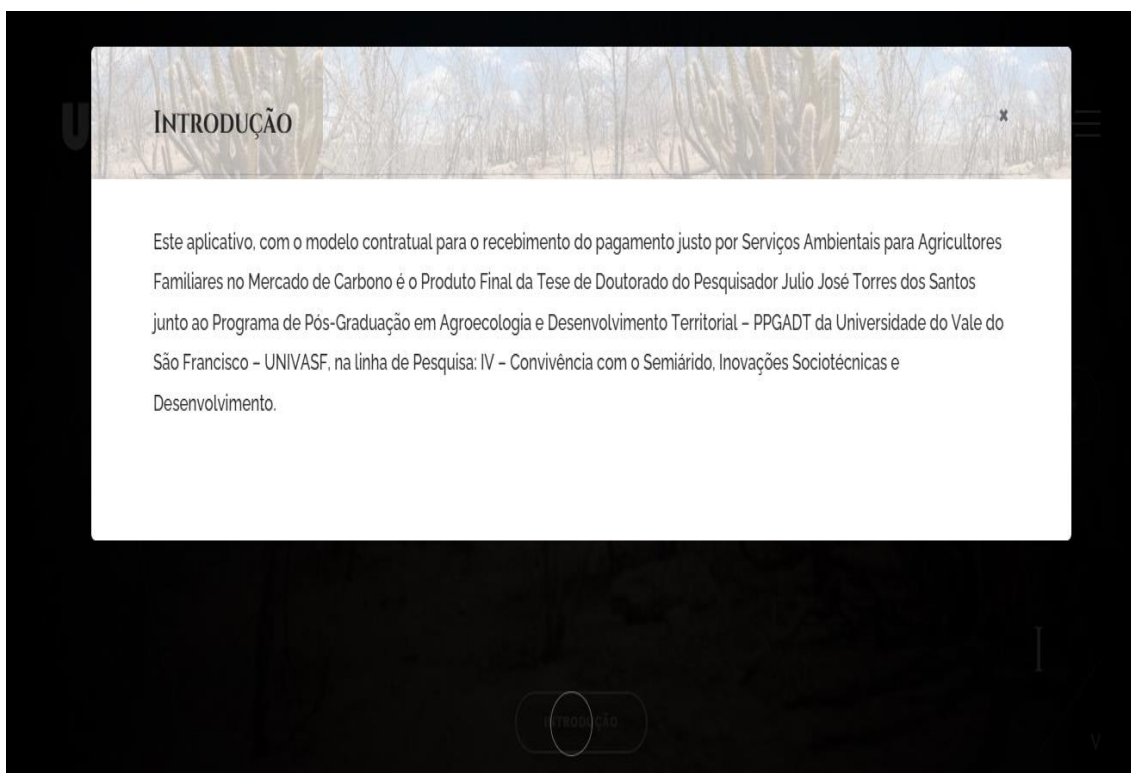 INTRODUÇÃO
Este aplicativo, com o modelo contratual para o recebimento do pagamento justo por Serviços Ambientais para Agricultores
Familiares no Mercado de Carbono é o Produto Final da Tese de Doutorado do Pesquisador Julio José Torres dos Santos
junto ao Programa de Pós-Graduação em Agroecologia e Desenvolvimento Territorial – PPGADT da Universidade do Vale do
São Francisco – UNIVASF, na linha de Pesquisa: IV – Convivência com o Semiárido, Inovações Sociotécnicas e
Desenvolvimento.
INTRODUÇÃO